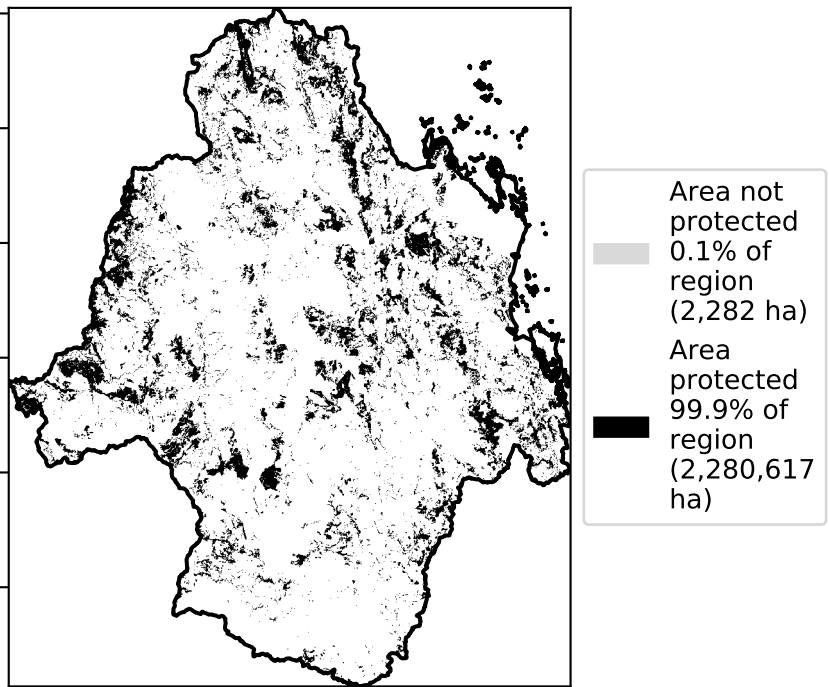 Area not
protected
0.1% of
region
(2,282 ha)
Area
protected
99.9% of
region
(2,280,617
ha)